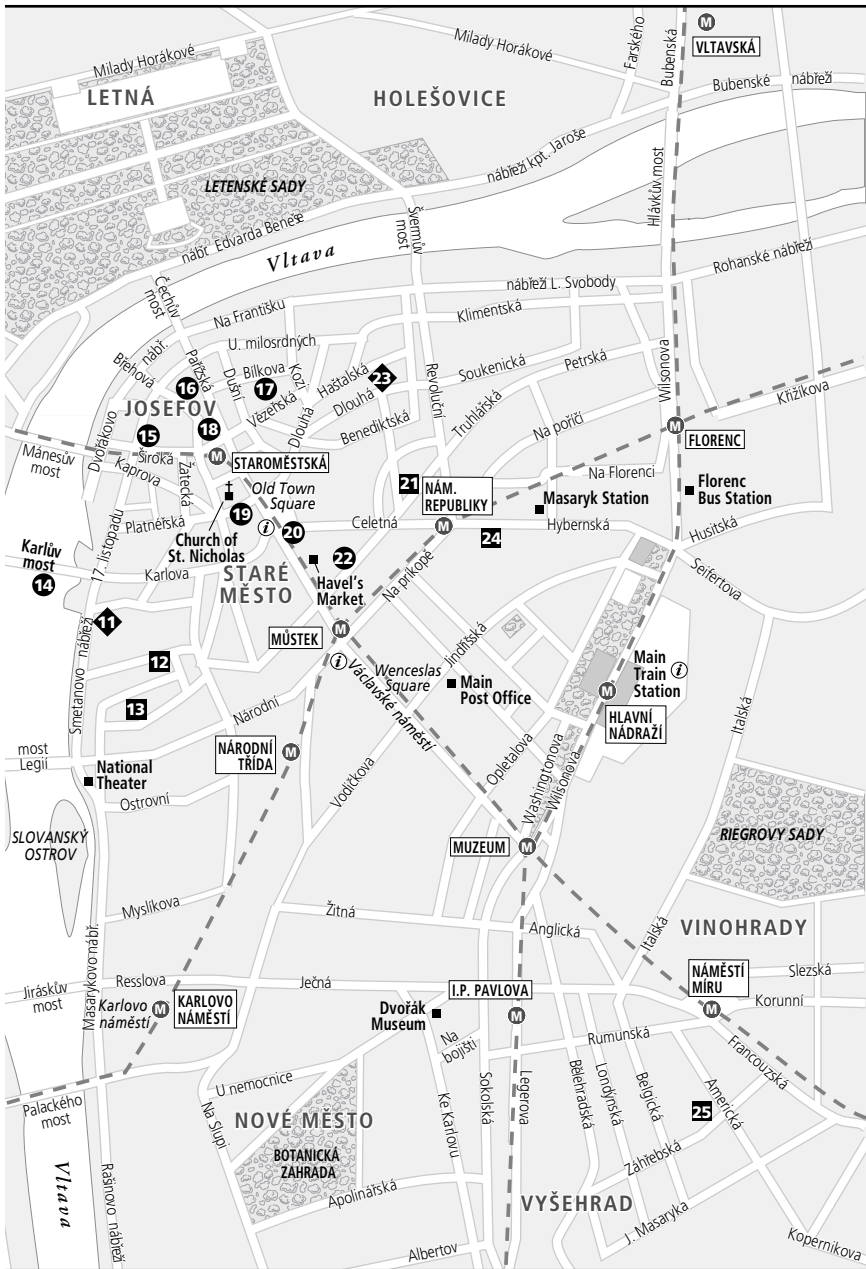 Milady Horákové
Milady Horákové
Farského
Bubenská
M
VLTAVSKÁ
LETNÁ
HOLEŠOVICE
Bubenské nábřeží
nábřeží kpt. Jaroše
Hlávkův most
LETENSKÉ SADY
nábř. Edvarda Beneše
Švermův
most
Vltava
Rohanské nábřeží
Čechův
most
nábřeží L. Svobody
Na Františku
Klimentská
U. milosrdných
Břehová
nábř.
Pařížská
Dušní
Bílkova
Kozí
Haštalská
23
Revoluční
Soukenická
Petrská
Wilsonova
16
17
Vězeňská
Dlouhá
Dlouhá
Truhlářská
Křižíkova
JOSEFOV
18
Benediktská
Na poříčí
M
FLORENC
Dvořákovo
15
Široká
M
STAROMĚSTSKÁ
Mánesův
most
Kaprova
Žatecká
Na Florenci
21
NÁM.
REPUBLIKY
Masaryk Station
Florenc
Bus Station
Old Town
Square
Platnéřská
19
i
20
Celetná
M
24
Hybernská
Husitská
Church of
St. Nicholas
17. listopadu
Karlův
most
14
Karlova
STARÉ
MĚSTO
22
Havel's
Market
Na príkopě
Seifertova
11
MŮSTEK
M
Jindřišská
12
Smetanovo nábřeží
i
Václavské náměstí
Wenceslas
Square
Main
Post Office
Main
Train
Station
i
13
Národní
M
HLAVNÍ
NÁDRAŽÍ
Italská
most
Legií
NÁRODNÍ
TŘÍDA
M
National
Theater
Vodičkova
Opletalova
Washingtonova
Wilsonova
Ostrovní
SLOVANSKÝ
OSTROV
MUZEUM
M
RIEGROVY SADY
Myslíkova
Žitná
Anglická
Italská
VINOHRADY
Masarykovo nábř.
Jiráskův
most
Resslova
Ječná
I.P. PAVLOVA
NÁMĚSTÍ
MÍRU
Slezská
Korunní
Karlovo
náměstí
M
KARLOVO
NÁMĚSTÍ
Dvořák
Museum
M
M
Na
bojišti
Rumunská
Francouzská
U nemocnice
Sokolská
Legerova
Bělehradská
Londýnská
Belgická
Americká
25
Palackého
most
Na Slupi
NOVÉ MĚSTO
Ke Karlovu
BOTANICKÁ
ZAHRADA
Záhřebská
Vltava
Rašínovo nábřeží
Apolinářská
VYŠEHRAD
J. Masaryka
Kopernikova
Albertov